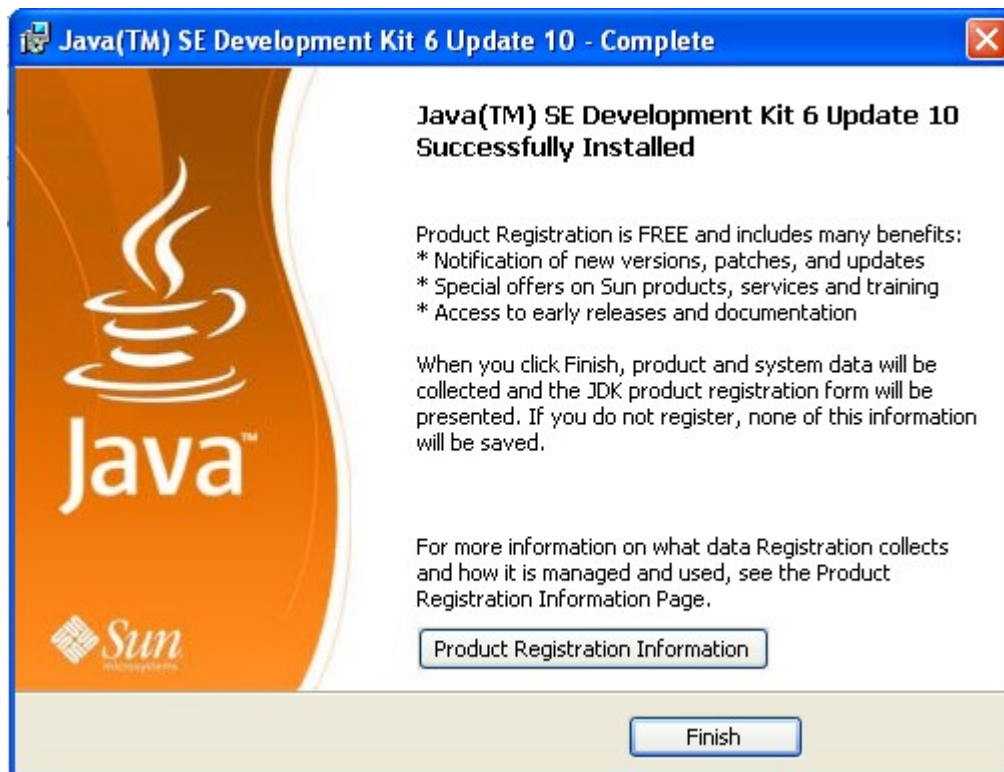 Java(TM) SE Development Kit 6 Update 10 - Complete
Java(TM) SE Development Kit 6 Update 10
Successfully Installed
Product Registration is FREE and includes many benefits:
* Notification of new versions, patches, and updates
* Special offers on Sun products, services and training
* Access to early releases and documentation
When you click Finish, product and system data will be
collected and the JDK product registration form will be
presented. If you do not register, none of this information
will be saved.
Java™
For more information on what data Registration collects
and how it is managed and used, see the Product
Registration Information Page.
Sun
microsystems
Product Registration Information
Finish